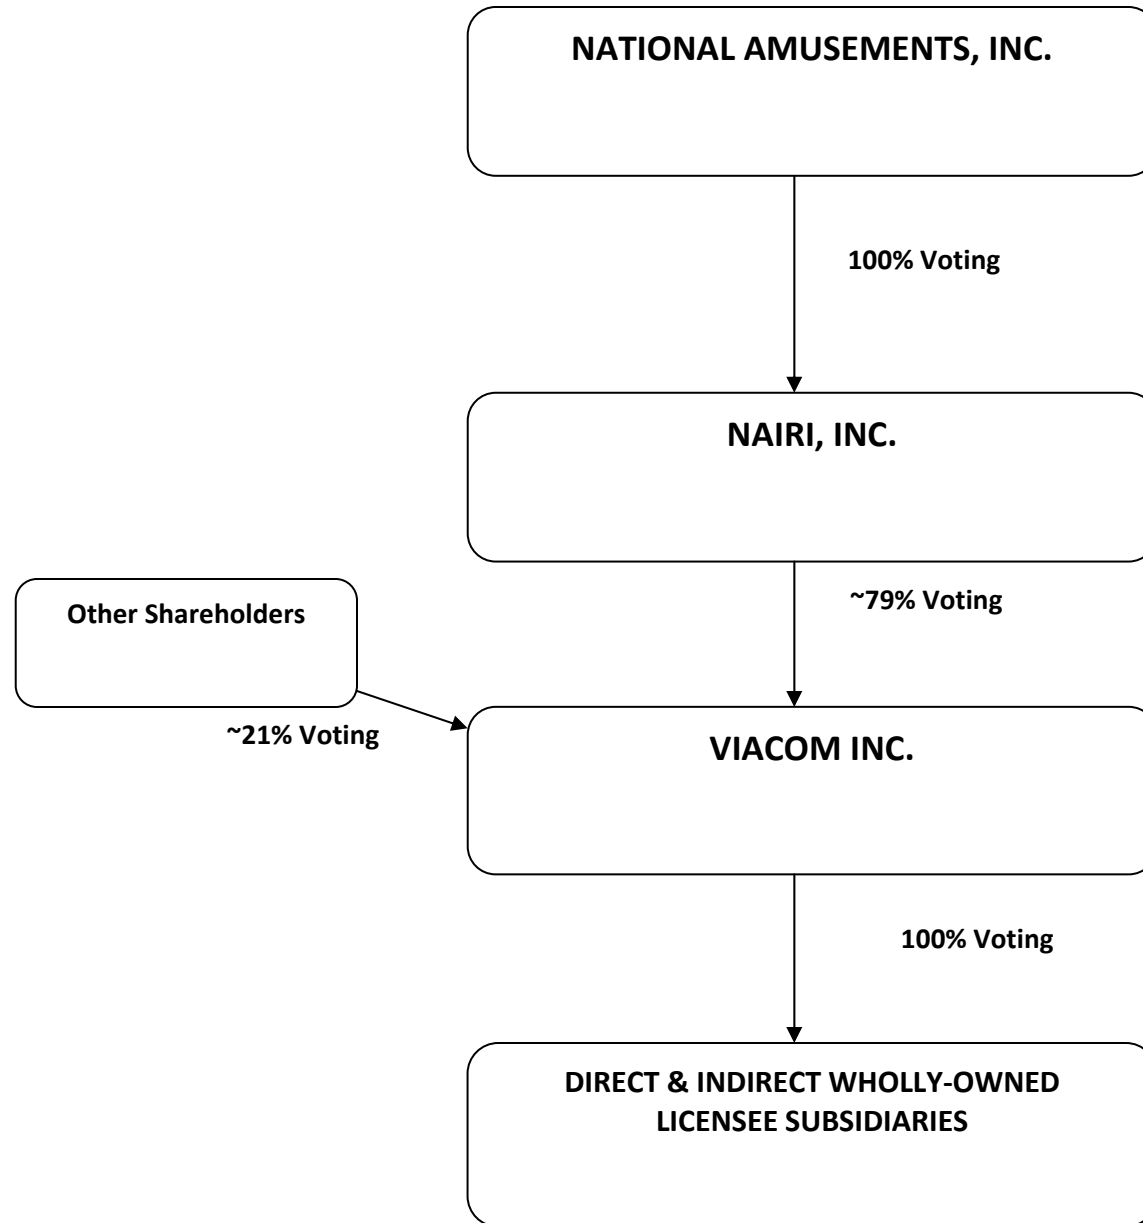 NATIONAL AMUSEMENTS, INC.
100% Voting
NAIRI, INC.
~79% Voting
Other Shareholders
~21% Voting
VIACOM INC.
100% Voting
DIRECT & INDIRECT WHOLLY-OWNED
LICENSEE SUBSIDIARIES